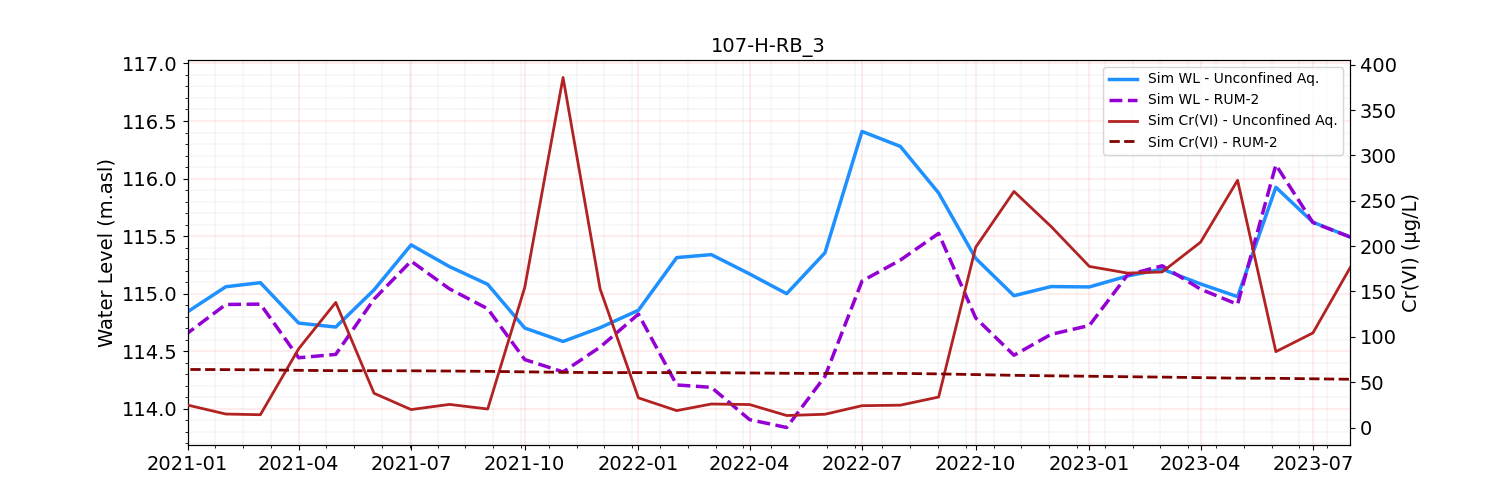 107-H-RB_3
117.0
116.5
116.0
115.5
115.0
114.5
114.0
Water Level (m.asl)
400
350
300
250
200
150
100
50
0
Cr(VI) (μg/L)
Sim WL - Unconfined Aq.
Sim WL - RUM-2
Sim Cr(VI) - Unconfined Aq.
Sim Cr(VI) - RUM-2
2021-01 2021-04 2021-07 2021-10 2022-01 2022-04 2022-07 2022-10 2023-01 2023-04 2023-07